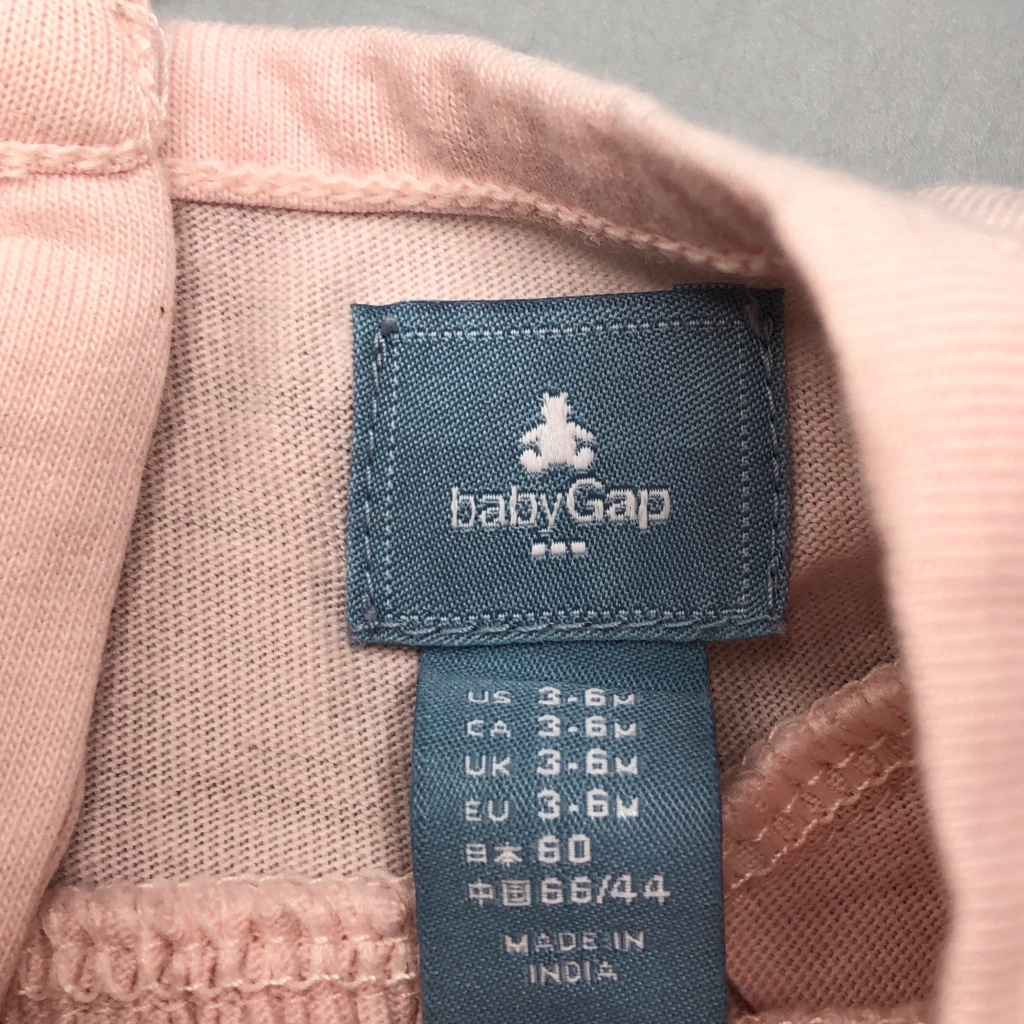 babyGap
US 3-6M
CA 3-6M
UK 3-6M
EU 3-6M
日本 60
中国 66/44
MADE IN
INDIA